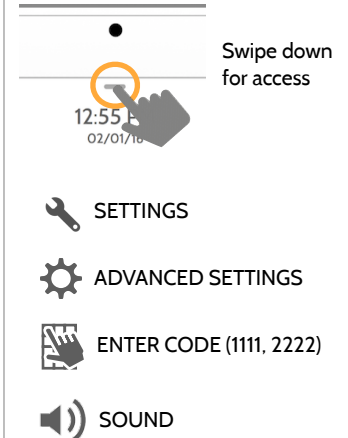 Swipe down
for access
12:55 P
02/01/18
SETTINGS
ADVANCED SETTINGS
ENTER CODE (1111, 2222)
SOUND